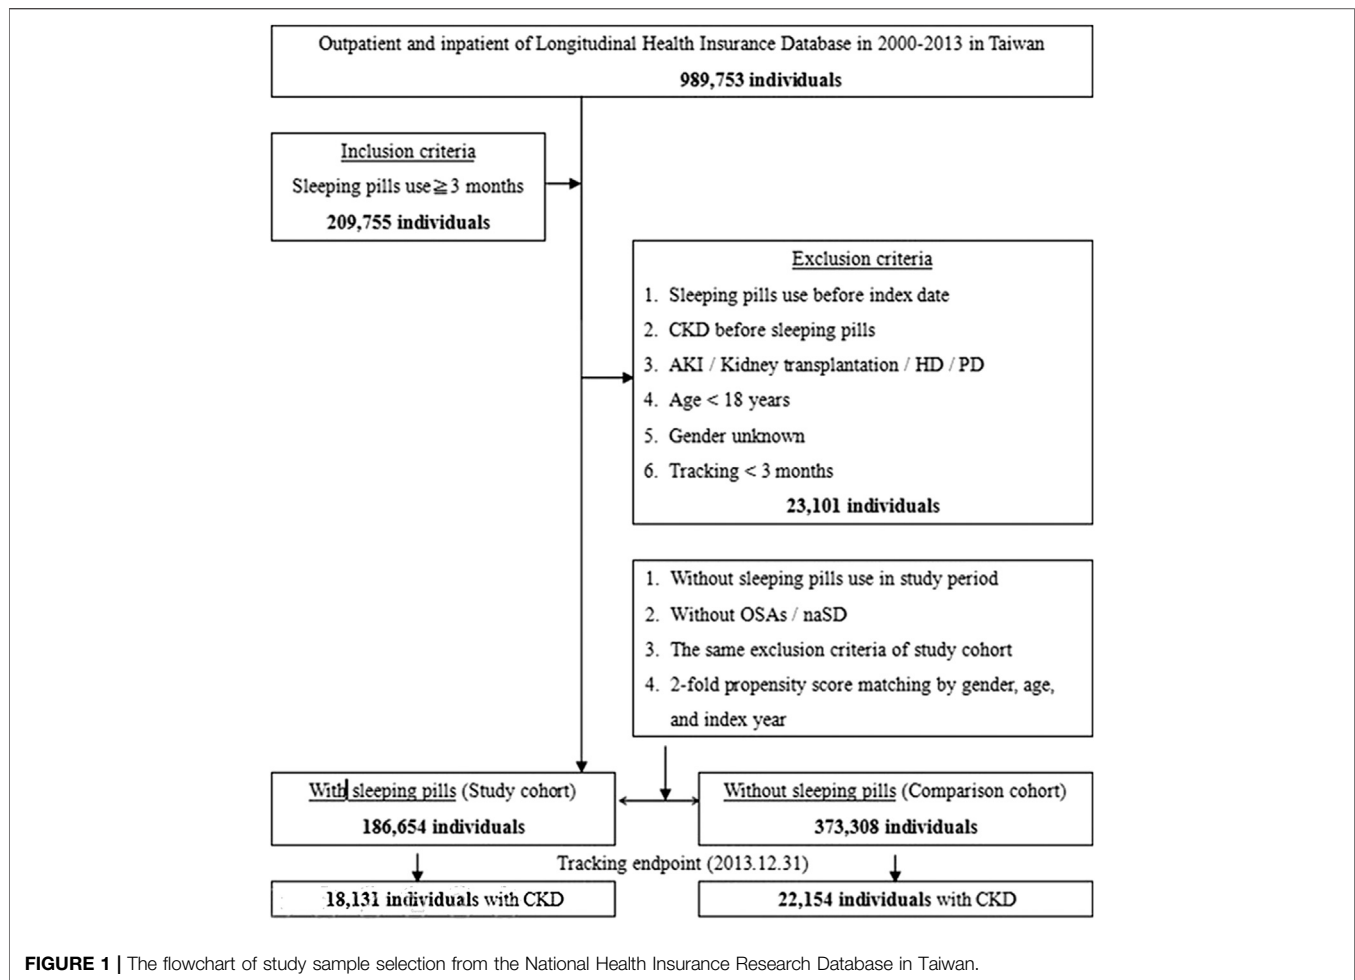 Outpatient and inpatient of Longitudinal Health Insurance Database in 2000-2013 in Taiwan
989,753 individuals
Inclusion criteria
Sleeping pills use≧3 months
209,755 individuals
Exclusion criteria
1. Sleeping pills use before index date
2. CKD before sleeping pills
3. AKI / Kidney transplantation / HD / PD
4. Age < 18 years
5. Gender unknown
6. Tracking < 3 months
23,101 individuals
1. Without sleeping pills use in study period
2. Without OSAs / naSD
3. The same exclusion criteria of study cohort
4. 2-fold propensity score matching by gender, age,
and index year
With sleeping pills (Study cohort)
186,654 individuals
Without sleeping pills (Comparison cohort)
373,308 individuals
Tracking endpoint (2013.12.31)
18,131 individuals with CKD
22,154 individuals with CKD
FIGURE 1 | The flowchart of study sample selection from the National Health Insurance Research Database in Taiwan.